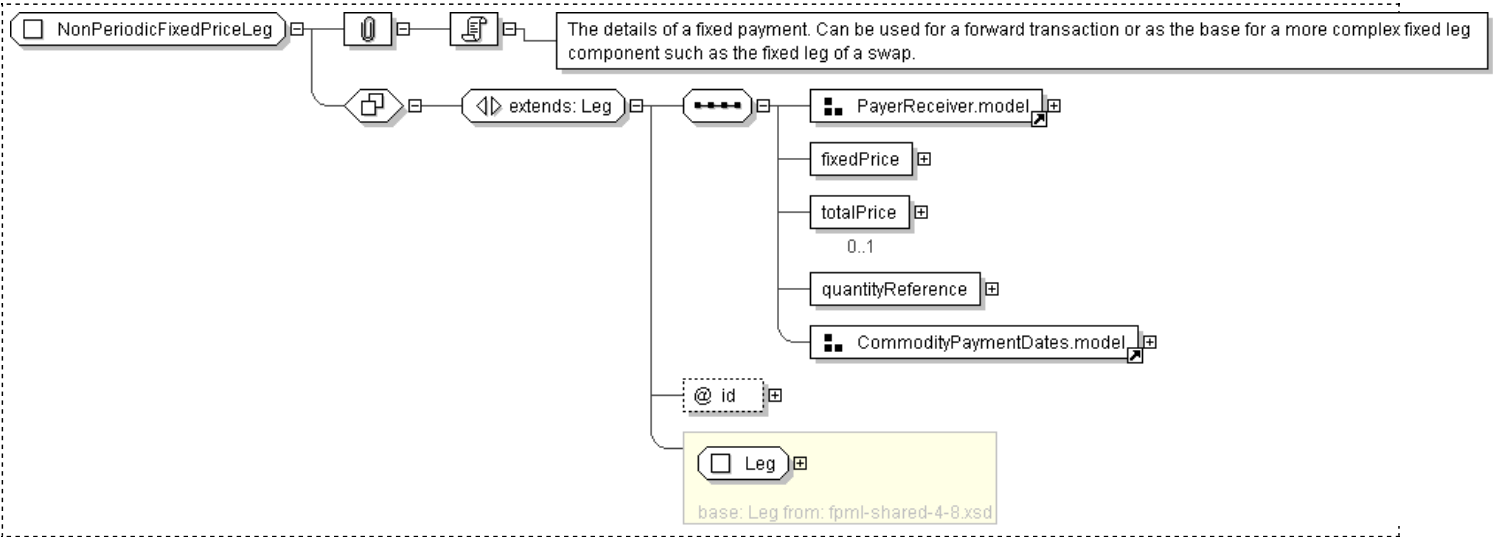 NonPeriodicFixedPriceLeg
The details of a fixed payment. Can be used for a forward transaction or as the base for a more complex fixed leg
component such as the fixed leg of a swap.
extends: Leg
PayerReceiver.model
fixedPrice
totalPrice
0..1
quantityReference
CommodityPaymentDates.model
@ id
Leg
base: Leg from: fpml-shared-4-8.xsd